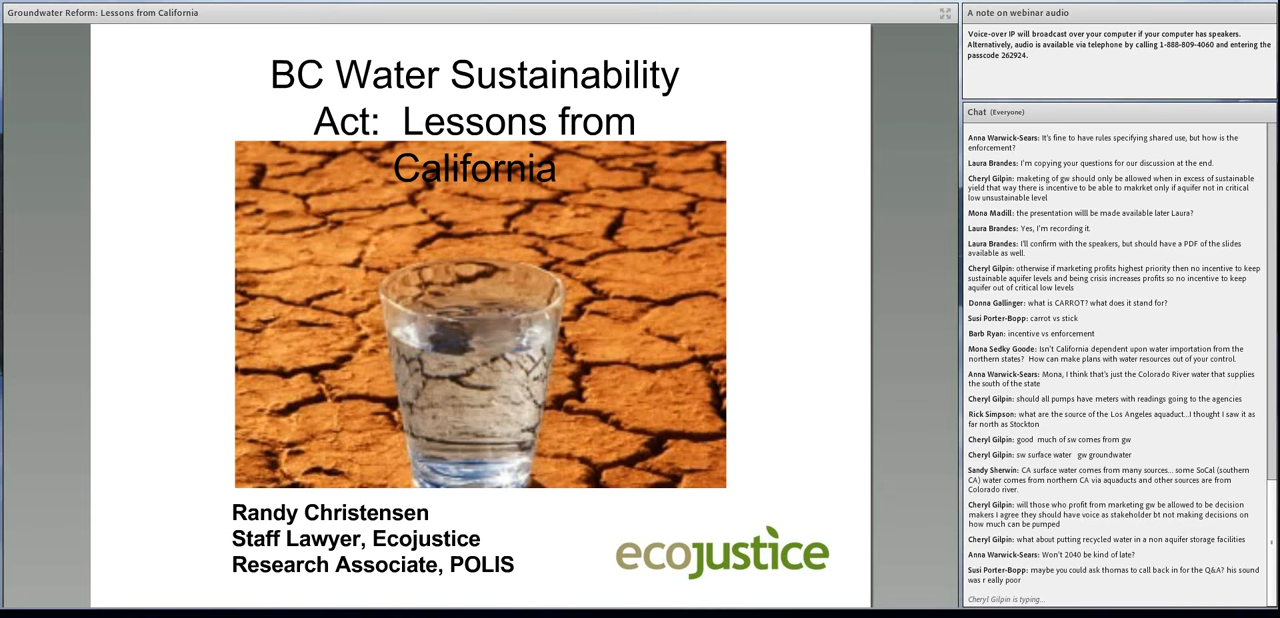 Groundwater Reform: Lessons from California
BC Water Sustainability
Act: Lessons from
California
Randy Christensen
Staff Lawyer, Ecojustice
Research Associate, POLIS
ecojustice
A note on webinar audio
Voice-over IP will broadcast over your computer if your computer has speakers.
Alternatively, audio is available via telephone by calling 1-888-809-4060 and entering the
passcode 262924.
Chat (Everyone)
Anna Warwick-Sears: It's fine to have rules specifying shared use, but how is the
enforcement?
Laura Brandes: I'm copying your questions for our discussion at the end.
Cheryl Gilpin: maketing of gw should only be allowed when in excess of sustainable
yield that way there is incentive to be able to makrket only if aquifer not in critical
low unsustainable level
Mona Madill: the presentation willl be made available later Laura?
Laura Brandes: Yes, I'm recording it.
Laura Brandes: I'll confirm with the speakers, but should have a PDF of the slides
available as well.
Cheryl Gilpin: otherwise if marketing profits highest priority then no incentive to keep
sustainable aquifer levels and being crisis increases profits so no incentive to keep
aquifer out of critical low levels
Donna Gallinger: what is CARROT? what does it stand for?
Susi Porter-Bopp: carrot vs stick
Barb Ryan: incentive vs enforcement
Mona Sedky Goode: Isn't California dependent upon water importation from the
northern states? How can make plans with water resources out of your control.
Anna Warwick-Sears: Mona, I think that's just the Colorado River water that supplies
the south of the state
Cheryl Gilpin: should all pumps have meters with readings going to the agencies
Rick Simpson: what are the source of the Los Angeles aquaduct...I thought I saw it as
far north as Stockton
Cheryl Gilpin: good much of sw comes from gw
Cheryl Gilpin: sw surface water gw groundwater
Sandy Sherwin: CA surface water comes from many sources... some SoCal (southern
CA) water comes from northern CA via aquaducts and other sources are from
Colorado river.
Cheryl Gilpin: will those who profit from marketing gw be allowed to be decision
makers I agree they should have voice as stakeholder bt not making decisions on
how much can be pumped
Cheryl Gilpin: what about putting recycled water in a non aquifer storage facilities
Anna Warwick-Sears: Won't 2040 be kind of late?
Susi Porter-Bopp: maybe you could ask thomas to call back in for the Q&A? his sound
was r eally poor
Cheryl Gilpin is typing...